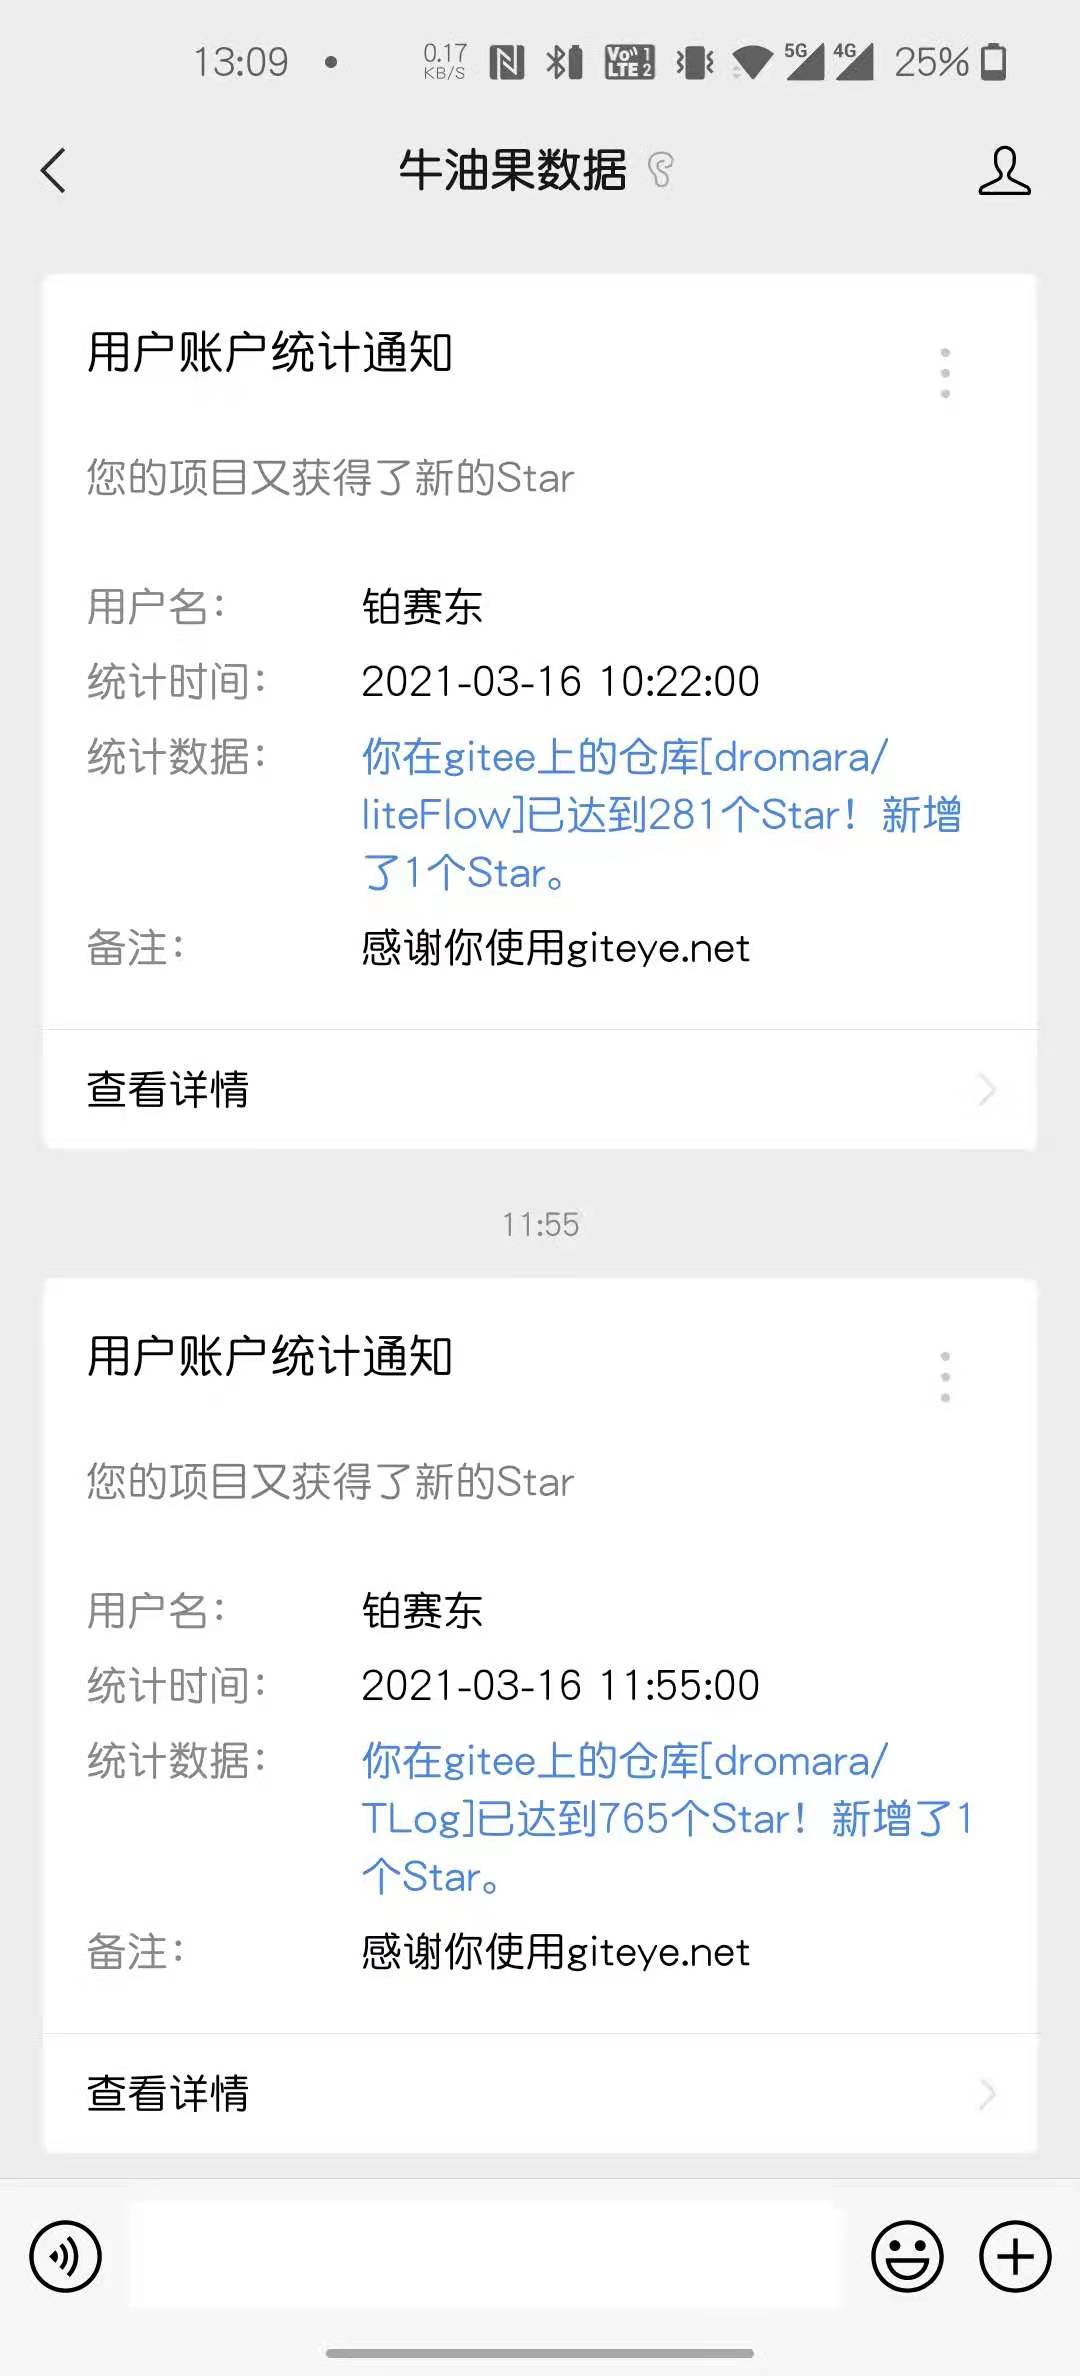 13:09
0.17
KB/S
Vo 1
LTE 2
5G
4G
25%
牛油果数据
用户账户统计通知
您的项目又获得了新的Star
用户名: 铂赛东
统计时间: 2021-03-16 10:22:00
统计数据: 你在gitee上的仓库[dromara/
liteFlow]已达到281个Star！新增
了1个Star。
备注: 感谢你使用giteye.net
查看详情
11:55
用户账户统计通知
您的项目又获得了新的Star
用户名: 铂赛东
统计时间: 2021-03-16 11:55:00
统计数据: 你在gitee上的仓库[dromara/
TLog]已达到765个Star！新增了1
个Star。
备注: 感谢你使用giteye.net
查看详情